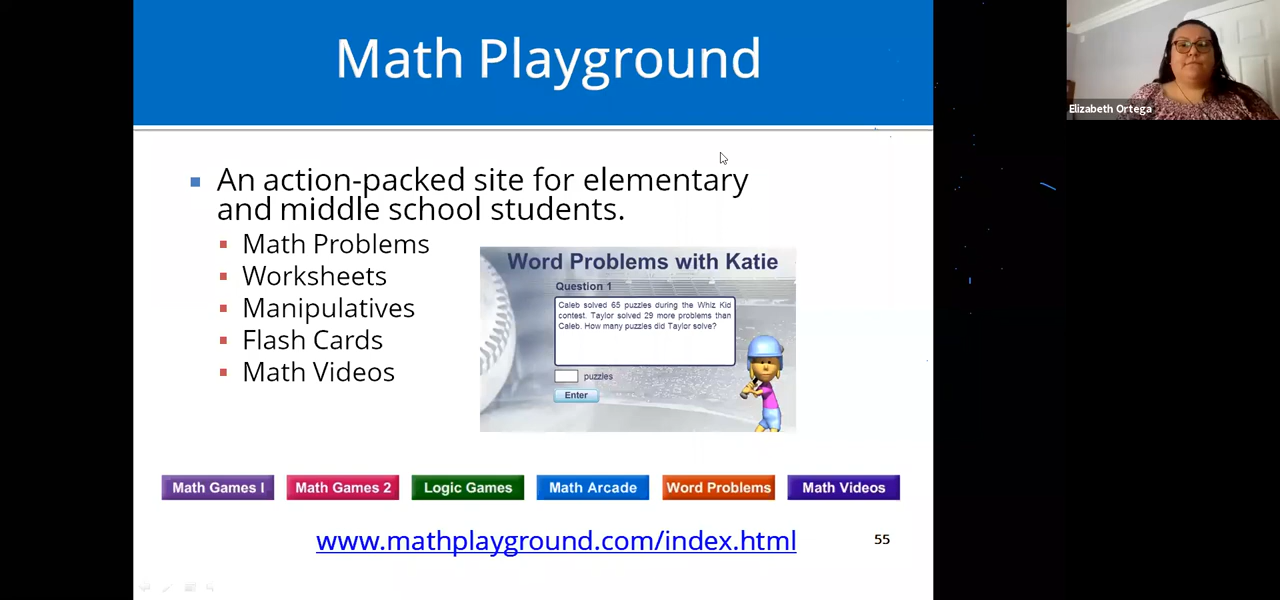 Math Playground
Elizabeth Ortega
An action-packed site for elementary
and middle school students.
Math Problems
Worksheets
Manipulatives
Flash Cards
Math Videos
Word Problems with Katie
Question 1
Caleb solved 65 puzzles during the Whiz Kid
contest. Taylor solved 29 more problems than
Caleb. How many puzzles did Taylor solve?
puzzles
Enter
Math Games I
Math Games 2
Logic Games
Math Arcade
Word Problems
Math Videos
www.mathplayground.com/index.html
55